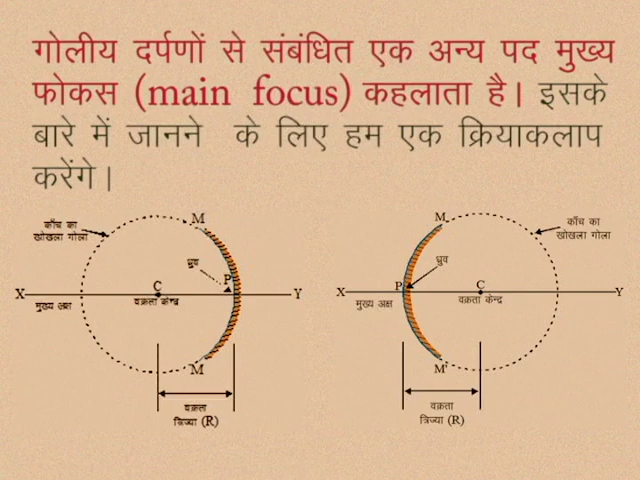 गोलीय दर्पणों से संबंधित एक अन्य पद मुख्य
फोकस (main focus) कहलाता है। इसके
बारे में जानने के लिए हम एक क्रियाकलाप
करेंगे।
काँच का
खोखला गोला
M
ध्रुव
P
C
X
Y
मुख्य अक्ष
वक्रता केन्द्र
M'
वक्रता
त्रिज्या (R)
M
काँच का
खोखला गोला
ध्रुव
P
C
X
Y
मुख्य अक्ष
वक्रता केन्द्र
M'
वक्रता
त्रिज्या (R)